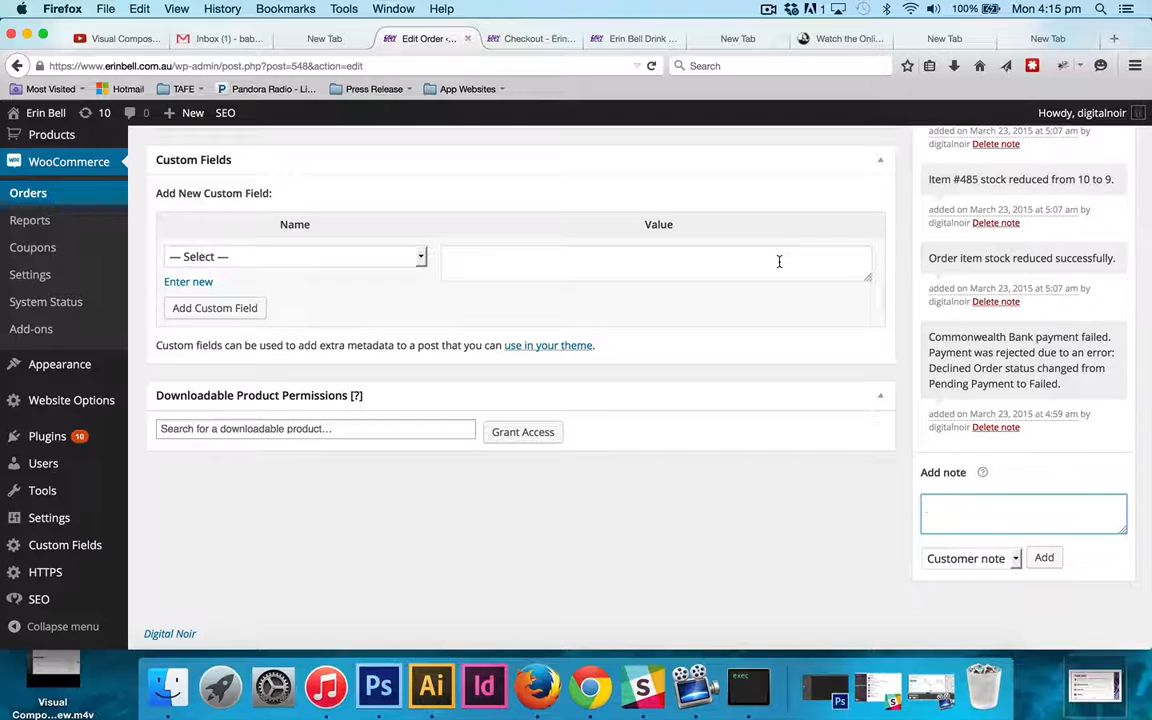 Firefox File Edit View History Bookmarks Tools Window Help 1 100% Mon 4:15 pm
Visual Compos... Inbox (1) - bab... New Tab Edit Order ‹... Checkout – Erin... Erin Bell Drink ... New Tab Watch the Onli... New Tab New Tab
https://www.erinbell.com.au/wp-admin/post.php?post=548&action=edit Search
Most Visited Hotmail TAFE Pandora Radio - Li... Press Release App Websites
Erin Bell 10 0 New SEO Howdy, digitalnoir
Products
WooCommerce
Orders
Reports
Coupons
Settings
System Status
Add-ons
Appearance
Website Options
Plugins 10
Users
Tools
Settings
Custom Fields
HTTPS
SEO
Collapse menu
Custom Fields
Add New Custom Field:
Name Value
— Select —
Enter new
Add Custom Field
Custom fields can be used to add extra metadata to a post that you can use in your theme.
Downloadable Product Permissions [?]
Search for a downloadable product...
Grant Access
Digital Noir
added on March 23, 2015 at 5:07 am by
digitalnoir Delete note
Item #485 stock reduced from 10 to 9.
added on March 23, 2015 at 5:07 am by
digitalnoir Delete note
Order item stock reduced successfully.
added on March 23, 2015 at 5:07 am by
digitalnoir Delete note
Commonwealth Bank payment failed.
Payment was rejected due to an error:
Declined Order status changed from
Pending Payment to Failed.
added on March 23, 2015 at 4:59 am by
digitalnoir Delete note
Add note ?
Customer note Add
Ps Ai Id exec
Visual
Compo...ew.m4v